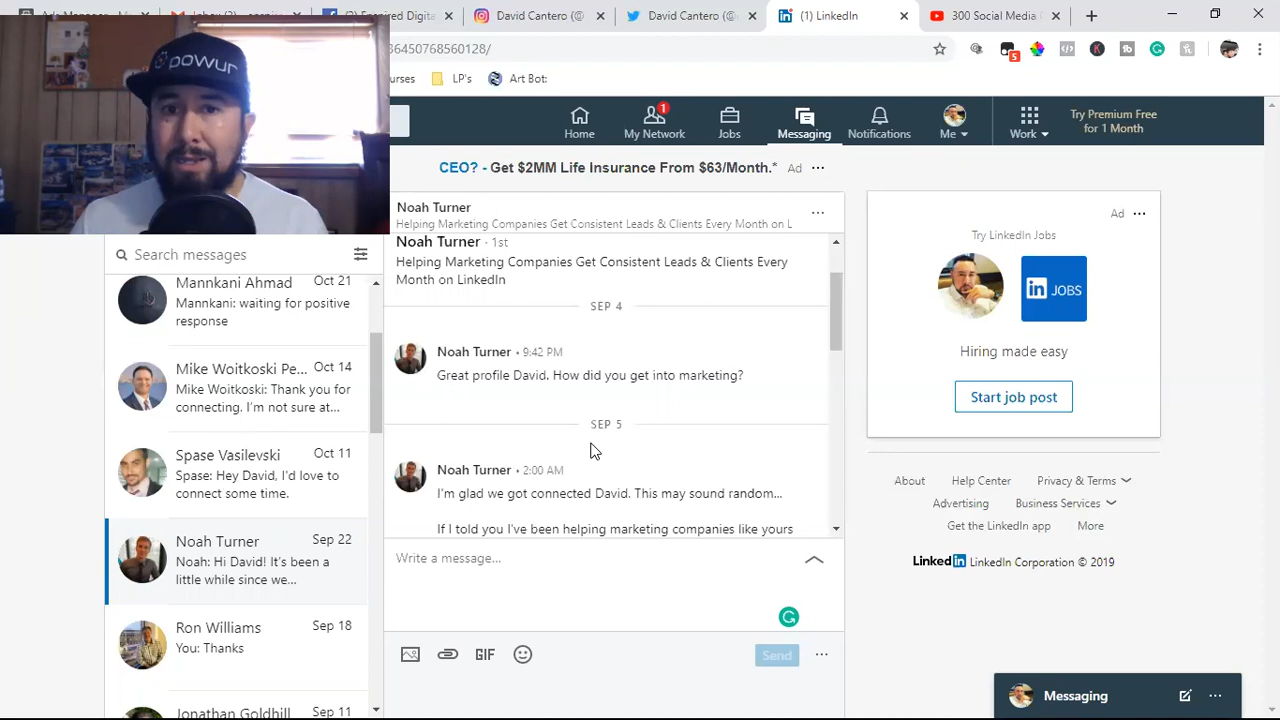 Digita
David Cantero (@
David Cantero (@
(1) LinkedIn
300 Social Media
36450768560128/
5
urses
LP's
Art Bot:
powur
Home
1
My Network
Jobs
Messaging
Notifications
Me
Work
Try Premium Free
for 1 Month
CEO? - Get $2MM Life Insurance From $63/Month.*
Ad
Search messages
Mannkani Ahmad
Oct 21
Mannkani: waiting for positive
response
Mike Woitkoski Pe...
Oct 14
Mike Woitkoski: Thank you for
connecting. I'm not sure at...
Spase Vasilevski
Oct 11
Spase: Hey David, I'd love to
connect some time.
Noah Turner
Sep 22
Noah: Hi David! It's been a
little while since we...
Ron Williams
Sep 18
You: Thanks
Jonathan Goldhill
Sep 11
Noah Turner
Helping Marketing Companies Get Consistent Leads & Clients Every Month on L
Noah Turner · 1st
Helping Marketing Companies Get Consistent Leads & Clients Every
Month on LinkedIn
SEP 4
Noah Turner • 9:42 PM
Great profile David. How did you get into marketing?
SEP 5
Noah Turner • 2:00 AM
I'm glad we got connected David. This may sound random...
If I told you I've been helping marketing companies like yours
Write a message...
GIF
Send
Ad
Try LinkedIn Jobs
in JOBS
Hiring made easy
Start job post
About
Help Center
Privacy & Terms
Advertising
Business Services
Get the LinkedIn app
More
LinkedIn LinkedIn Corporation © 2019
Messaging